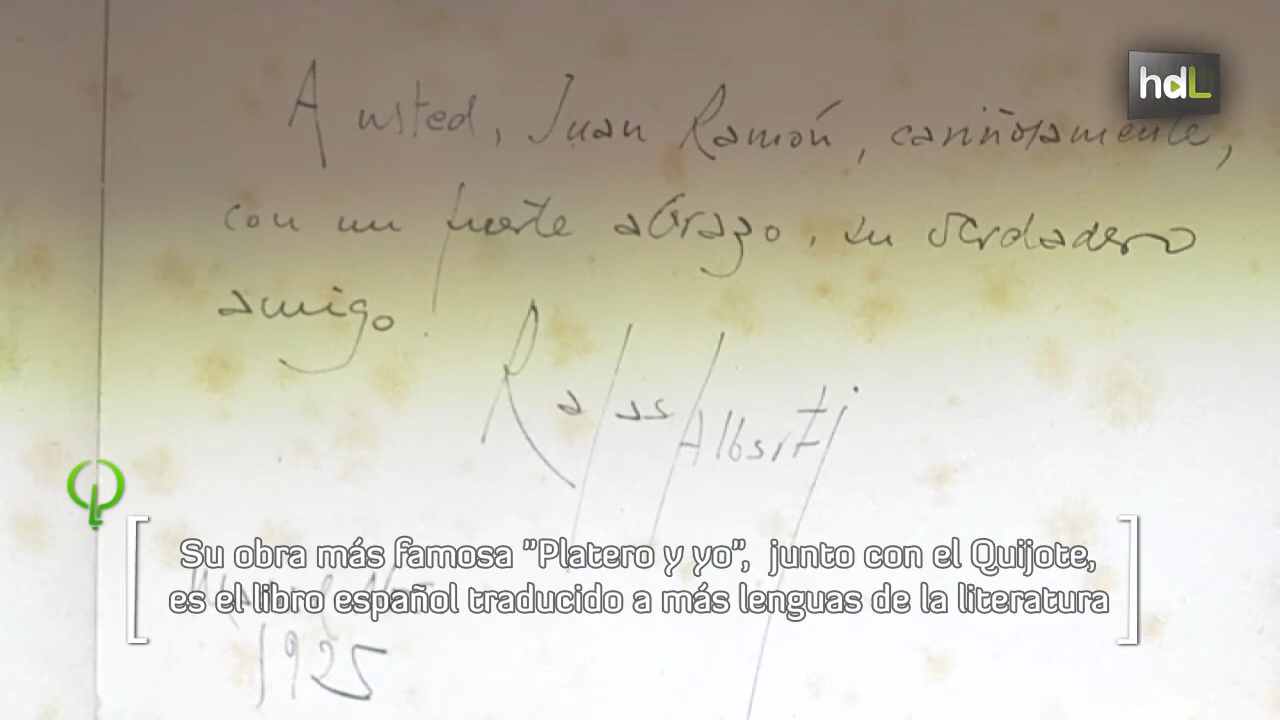 hdL
A usted, Juan Ramón, cariñosamente,
con un fuerte abrazo, su verdadero
amigo
Rafael Alberti
Su obra más famosa "Platero y yo", junto con el Quijote,
es el libro español traducido a más lenguas de la literatura
1925